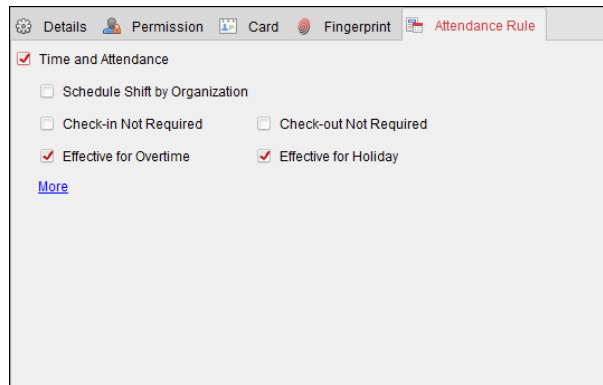 Details Permission Card Fingerprint Attendance Rule
Time and Attendance
Schedule Shift by Organization
Check-in Not Required Check-out Not Required
Effective for Overtime Effective for Holiday
More